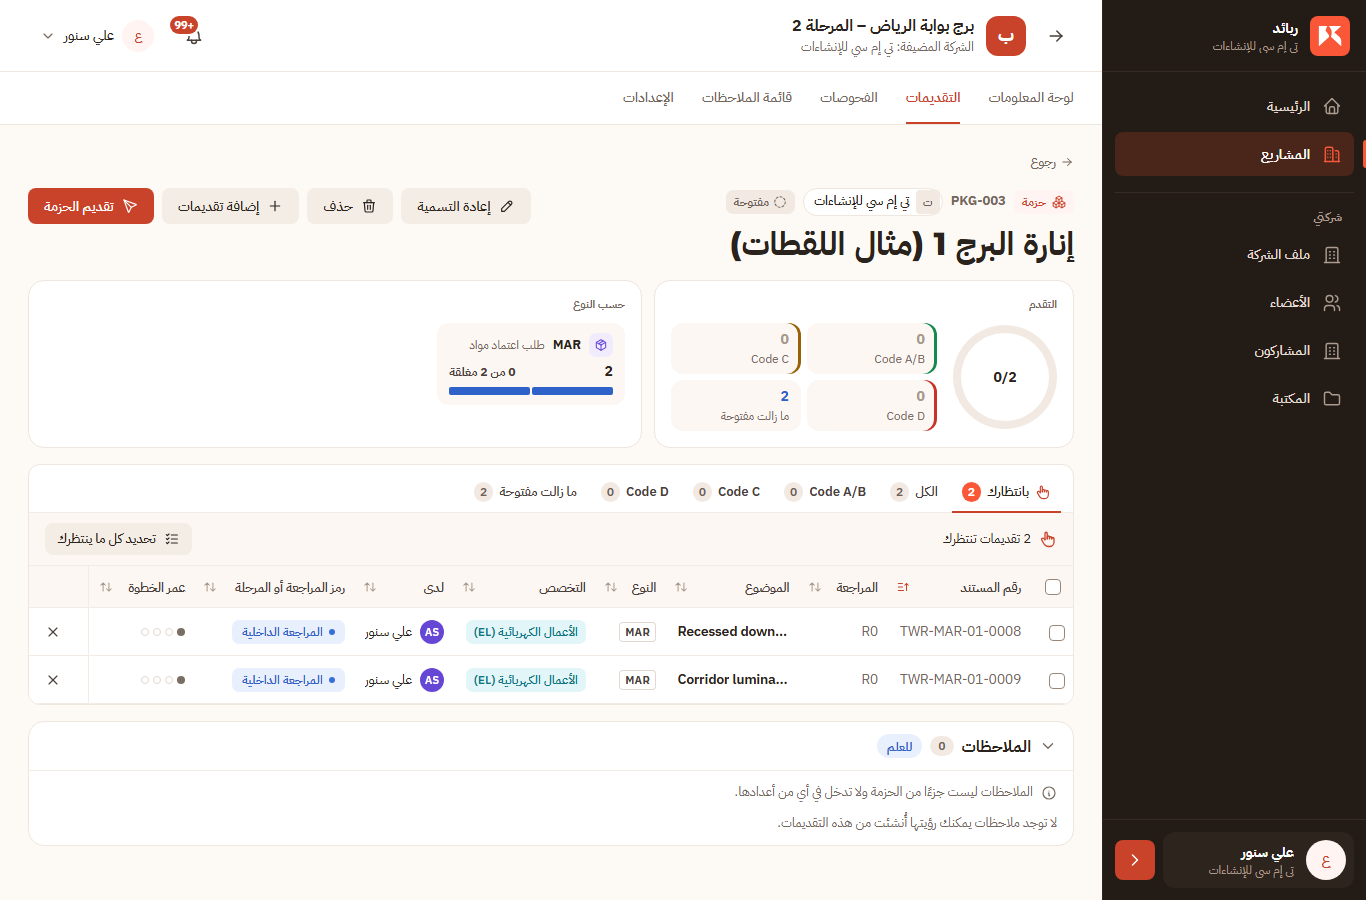 ربائد
تي إم سي للإنشاءات
الرئيسية
المشاريع
شركتي
ملف الشركة
الأعضاء
المشاركون
المكتبة
ع
علي سنور
تي إم سي للإنشاءات
ب
برج بوابة الرياض – المرحلة 2
الشركة المضيفة: تي إم سي للإنشاءات
99+
ع
علي سنور
لوحة المعلومات
التقديمات
الفحوصات
قائمة الملاحظات
الإعدادات
رجوع
حزمة
PKG-003
ت
تي إم سي للإنشاءات
مفتوحة
إعادة التسمية
حذف
إضافة تقديمات
تقديم الحزمة
إنارة البرج 1 (مثال اللقطات)
التقدم
0/2
0
Code A/B
0
Code C
0
Code D
2
ما زالت مفتوحة
حسب النوع
MAR طلب اعتماد مواد
2
0 من 2 مغلقة
بانتظارك 2
الكل 2
Code A/B 0
Code C 0
Code D 0
ما زالت مفتوحة 2
2 تقديمات تنتظرك
تحديد كل ما ينتظرك
رقم المستند
المراجعة
الموضوع
النوع
التخصص
لدى
رمز المراجعة أو المرحلة
عمر الخطوة
TWR-MAR-01-0008
R0
Recessed down...
MAR
الأعمال الكهربائية (EL)
AS
علي سنور
المراجعة الداخلية
TWR-MAR-01-0009
R0
Corridor lumina...
MAR
الأعمال الكهربائية (EL)
AS
علي سنور
المراجعة الداخلية
الملاحظات 0 للعلم
الملاحظات ليست جزءًا من الحزمة ولا تدخل في أي من أعدادها.
لا توجد ملاحظات يمكنك رؤيتها أُنشئت من هذه التقديمات.